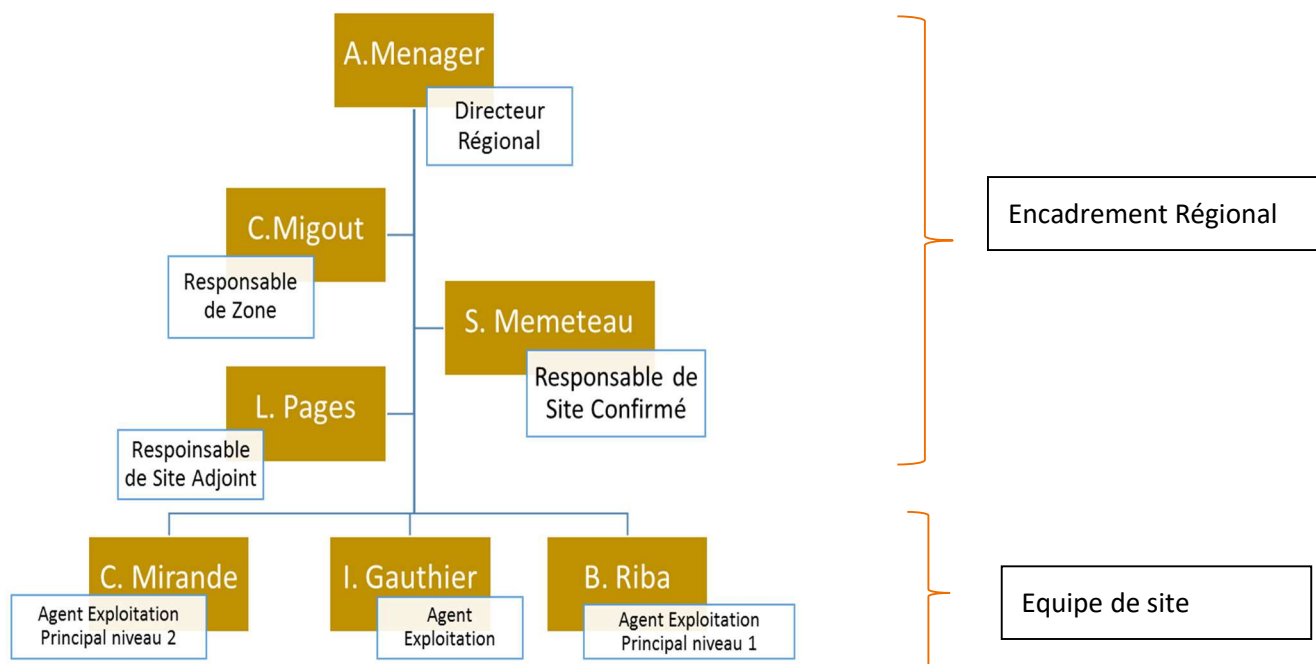 A.Menager
Directeur
Régional
C.Migout
Responsable
de Zone
Encadrement Régional
S. Memeteau
Responsable de
Site Confirmé
L. Pages
Respoinsable
de Site Adjoint
C. Mirande
Agent Exploitation
Principal niveau 2
I. Gauthier
Agent
Exploitation
B. Riba
Agent Exploitation
Principal niveau 1
Equipe de site